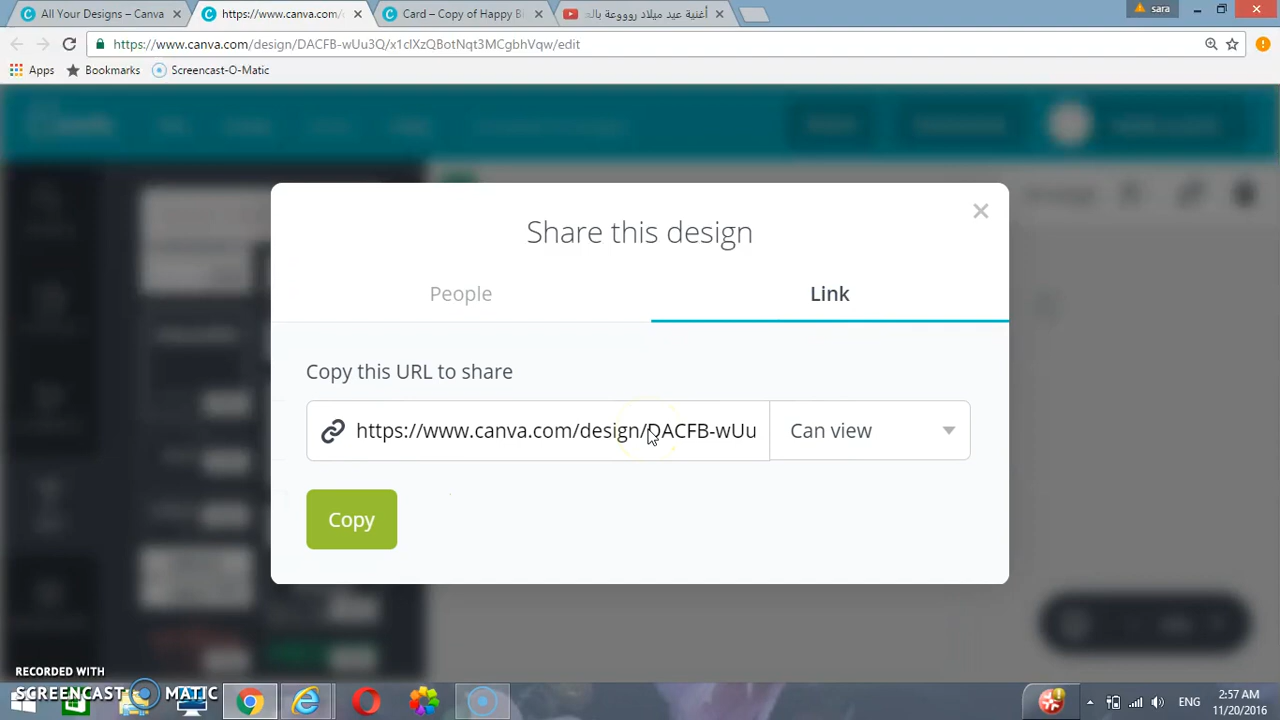 All Your Designs – Canva
https://www.canva.com/
Card – Copy of Happy Bi
أغنية عيد ميلاد روووعة بالع
sara
https://www.canva.com/design/DACFB-wUu3Q/x1clXzQBotNqt3MCgbhVqw/edit
Apps
Bookmarks
Screencast-O-Matic
Share this design
People
Link
Copy this URL to share
https://www.canva.com/design/DACFB-wUu
Can view
Copy
RECORDED WITH
SCREENCAST MATIC
ENG
2:57 AM
11/20/2016